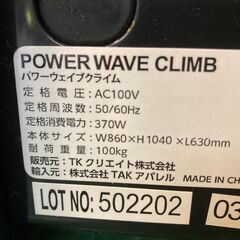 POWER WAVE CLIMB
パワーウェイブクライム
定格電圧：AC100V
定格周波数：50/60Hz
定格消費電力：370W
本体サイズ：W860×H1040×L630mm
耐荷重量：100kg
販売元：TKクリエイト株式会社
輸入元：株式会社 TAK アパレル
MADE IN CH
LOT NO: 502202
03